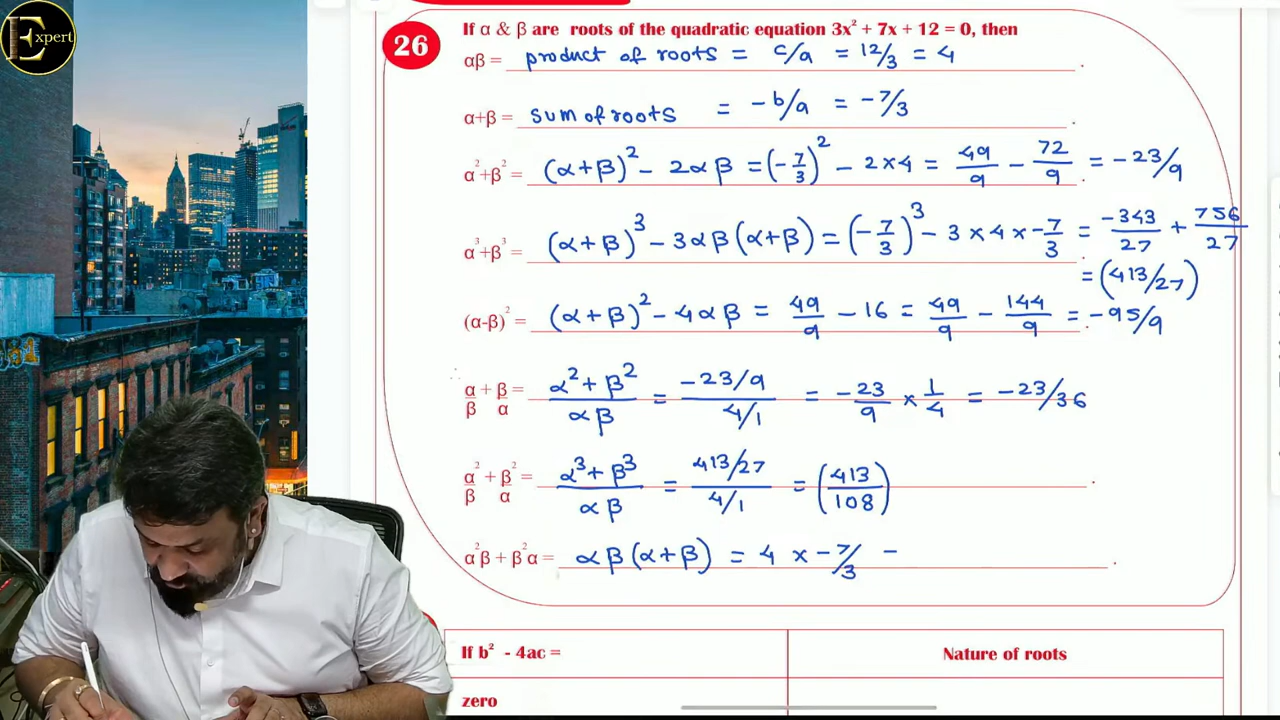 Expert
26
If α & β are roots of the quadratic equation 3x² + 7x + 12 = 0, then
αβ = product of roots = c/a = 12/3 = 4 .
α+β = sum of roots = -b/a = -7/3 .
α²+β² = (α+β)² - 2αβ = (-7/3)² - 2×4 = 49/9 - 72/9 = -23/9
α³+β³ = (α+β)³ - 3αβ(α+β) = (-7/3)³ - 3×4×-7/3 = -343/27 + 756/27
= (413/27)
(α-β)² = (α+β)² - 4αβ = 49/9 - 16 = 49/9 - 144/9 = -95/9
α/β + β/α = α²+β²/αβ = -23/9/4/1 = -23/9 × 1/4 = -23/36
α²/β + β²/α = α³+β³/αβ = 413/27/4/1 = (413/108) .
α²β + β²α = αβ(α+β) = 4 × -7/3 = .
If b² - 4ac = Nature of roots
zero